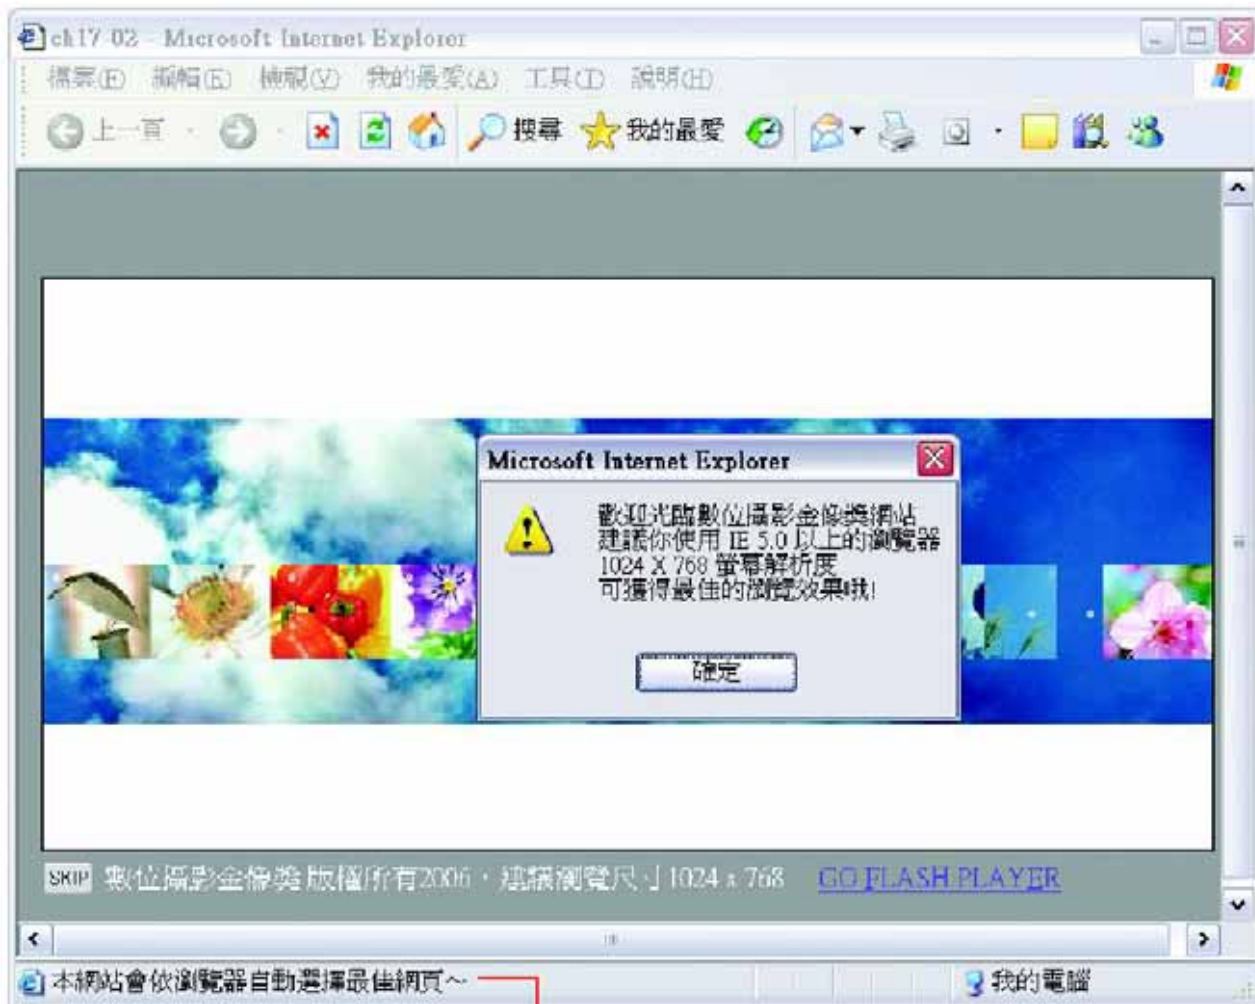 ch17-02 - Microsoft Internet Explorer
檔案(F) 編輯(E) 檢視(V) 我的最愛(A) 工具(T) 說明(H)
上一頁 搜尋 我的最愛
Microsoft Internet Explorer
歡迎光臨數位攝影金像獎網站
建議你使用 IE 5.0 以上的瀏覽器
1024 X 768 螢幕解析度
可獲得最佳的瀏覽效果哦!
確定
SKIP 數位攝影金像獎 版權所有2006，建議瀏覽尺寸 1024 x 768 GO FLASH PLAYER
本網站會依瀏覽器自動選擇最佳網頁～ 我的電腦